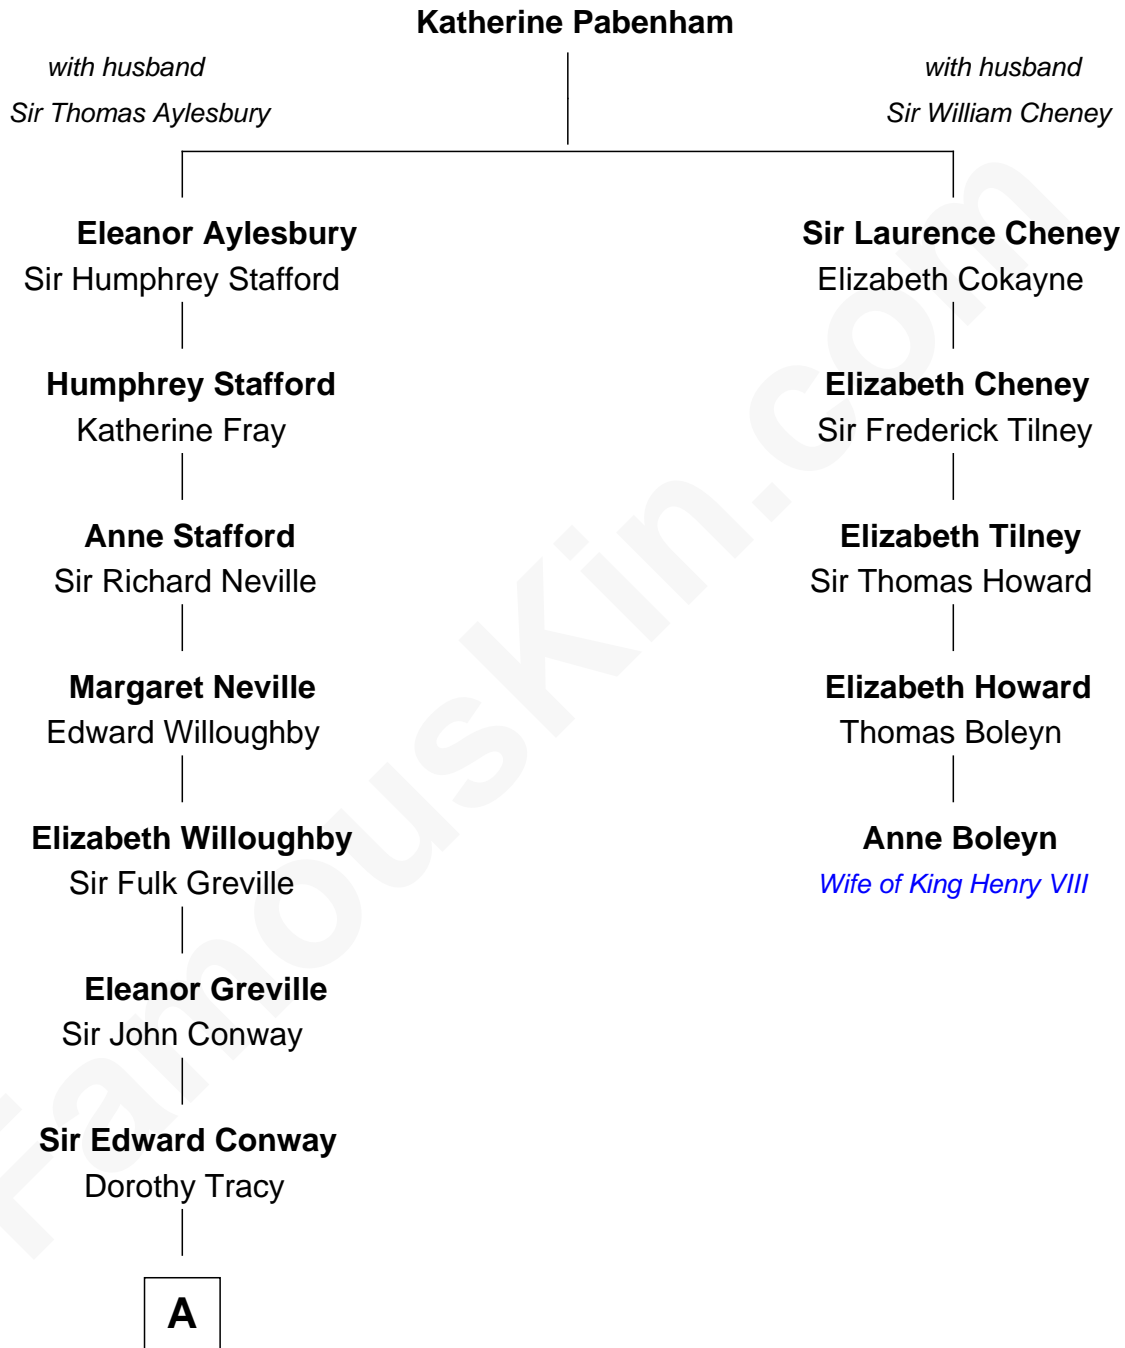 Katherine Pabenham
with husband
Sir Thomas Aylesbury
with husband
Sir William Cheney
Eleanor Aylesbury
Sir Humphrey Stafford
Humphrey Stafford
Katherine Fray
Anne Stafford
Sir Richard Neville
Margaret Neville
Edward Willoughby
Elizabeth Willoughby
Sir Fulk Greville
Eleanor Greville
Sir John Conway
Sir Edward Conway
Dorothy Tracy
A
Sir Laurence Cheney
Elizabeth Cokayne
Elizabeth Cheney
Sir Frederick Tilney
Elizabeth Tilney
Sir Thomas Howard
Elizabeth Howard
Thomas Boleyn
Anne Boleyn
Wife of King Henry VIII
FamousKin.com